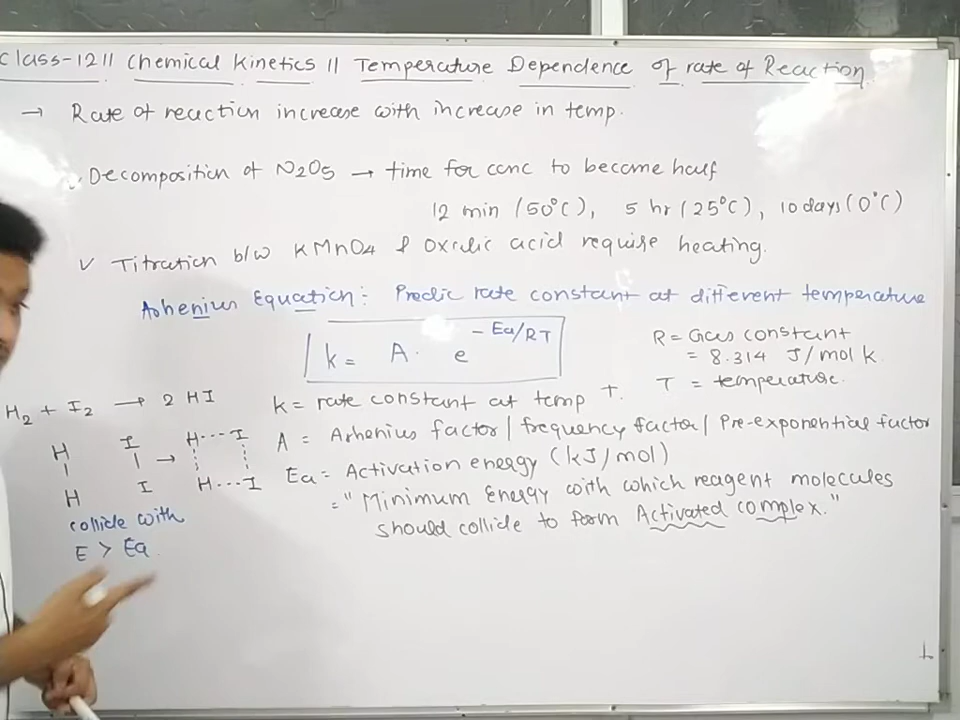 Class-12 || Chemical Kinetics || Temperature Dependence of rate of Reaction
→ Rate of reaction increase with increase in temp.
Decomposition of N2O5 → time for conc to become half
12 min (50°C), 5 hr (25°C), 10 days (0°C)
✓ Titration b/w KMnO4 & Oxalic acid require heating.
Arhenius Equation: Predic rate constant at different temperature
k = A. e^-Ea/RT
R = Gas constant
= 8.314 J/mol k.
T = temperature.
H2 + I2 → 2 HI
k = rate constant at temp T.
A = Arhenius factor / frequency factor / Pre-exponential factor
H I H...I
| | →
H I H...I
Ea = Activation energy (kJ/mol)
= "Minimum Energy with which reagent molecules
should collide to form Activated complex."
collide with
E > Ea.